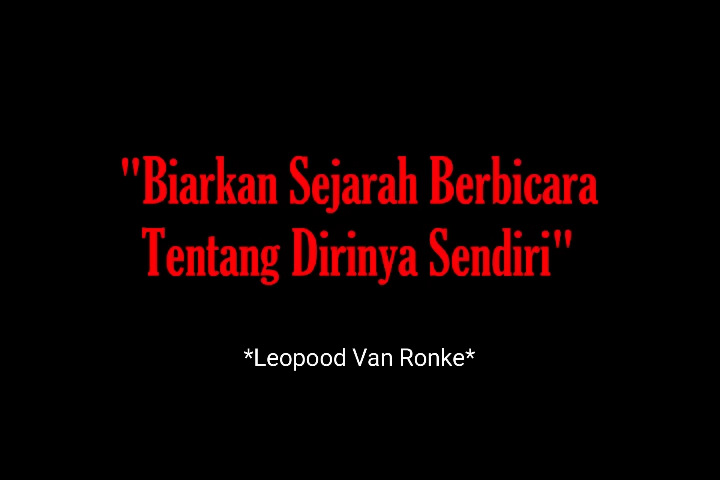 "Biarkan Sejarah Berbicara
Tentang Dirinya Sendiri"
*Leopood Van Ronke*